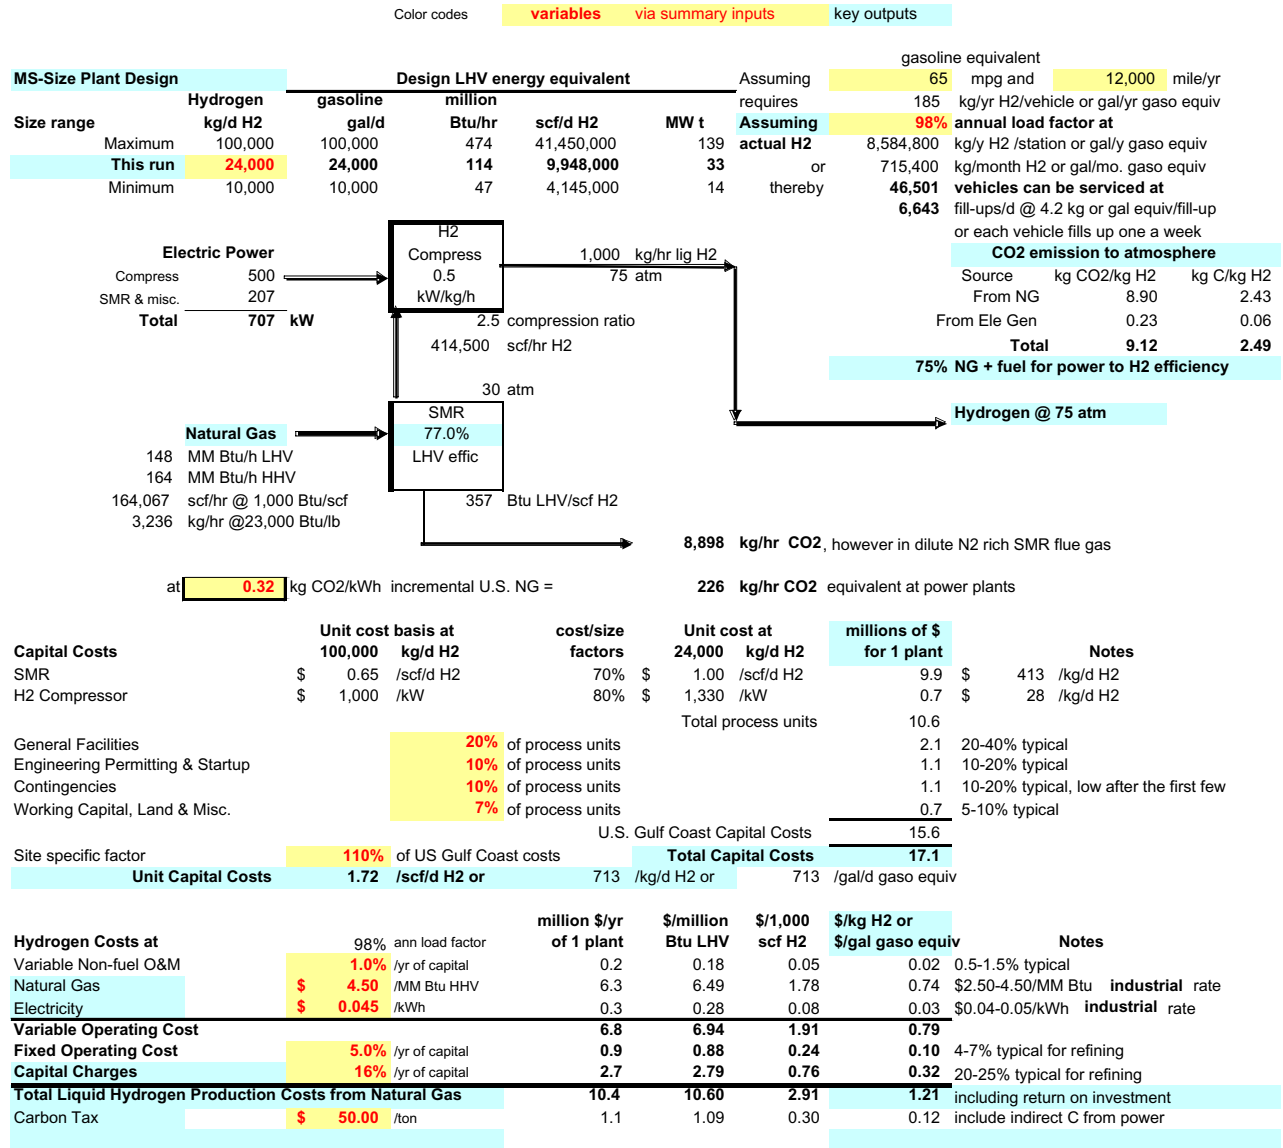 Color codes variables via summary inputs key outputs
gasoline equivalent
MS-Size Plant Design Design LHV energy equivalent Assuming 65 mpg and 12,000 mile/yr
Hydrogen gasoline million requires 185 kg/yr H2/vehicle or gal/yr gaso equiv
Size range kg/d H2 gal/d Btu/hr scf/d H2 MW t Assuming 98% annual load factor at
Maximum 100,000 100,000 474 41,450,000 139 actual H2 8,584,800 kg/y H2 /station or gal/y gaso equiv
This run 24,000 24,000 114 9,948,000 33 or 715,400 kg/month H2 or gal/mo. gaso equiv
Minimum 10,000 10,000 47 4,145,000 14 thereby 46,501 vehicles can be serviced at
6,643 fill-ups/d @ 4.2 kg or gal equiv/fill-up
H2 or each vehicle fills up one a week
Electric Power Compress 1,000 kg/hr lig H2 CO2 emission to atmosphere
Compress 500 0.5 75 atm Source kg CO2/kg H2 kg C/kg H2
SMR & misc. 207 kW/kg/h From NG 8.90 2.43
Total 707 kW 2.5 compression ratio From Ele Gen 0.23 0.06
414,500 scf/hr H2 Total 9.12 2.49
75% NG + fuel for power to H2 efficiency
30 atm
SMR Hydrogen @ 75 atm
Natural Gas 77.0%
148 MM Btu/h LHV LHV effic
164 MM Btu/h HHV
164,067 scf/hr @ 1,000 Btu/scf 357 Btu LHV/scf H2
3,236 kg/hr @23,000 Btu/lb
8,898 kg/hr CO2 , however in dilute N2 rich SMR flue gas
at 0.32 kg CO2/kWh incremental U.S. NG = 226 kg/hr CO2 equivalent at power plants
Unit cost basis at cost/size Unit cost at millions of $
Capital Costs 100,000 kg/d H2 factors 24,000 kg/d H2 for 1 plant Notes
SMR $ 0.65 /scf/d H2 70% $ 1.00 /scf/d H2 9.9 $ 413 /kg/d H2
H2 Compressor $ 1,000 /kW 80% $ 1,330 /kW 0.7 $ 28 /kg/d H2
Total process units 10.6
General Facilities 20% of process units 2.1 20-40% typical
Engineering Permitting & Startup 10% of process units 1.1 10-20% typical
Contingencies 10% of process units 1.1 10-20% typical, low after the first few
Working Capital, Land & Misc. 7% of process units 0.7 5-10% typical
U.S. Gulf Coast Capital Costs 15.6
Site specific factor 110% of US Gulf Coast costs Total Capital Costs 17.1
Unit Capital Costs 1.72 /scf/d H2 or 713 /kg/d H2 or 713 /gal/d gaso equiv
million $/yr $/million $/1,000 $/kg H2 or
Hydrogen Costs at 98% ann load factor of 1 plant Btu LHV scf H2 $/gal gaso equiv Notes
Variable Non-fuel O&M 1.0% /yr of capital 0.2 0.18 0.05 0.02 0.5-1.5% typical
Natural Gas $ 4.50 /MM Btu HHV 6.3 6.49 1.78 0.74 $2.50-4.50/MM Btu industrial rate
Electricity $ 0.045 /kWh 0.3 0.28 0.08 0.03 $0.04-0.05/kWh industrial rate
Variable Operating Cost 6.8 6.94 1.91 0.79
Fixed Operating Cost 5.0% /yr of capital 0.9 0.88 0.24 0.10 4-7% typical for refining
Capital Charges 16% /yr of capital 2.7 2.79 0.76 0.32 20-25% typical for refining
Total Liquid Hydrogen Production Costs from Natural Gas 10.4 10.60 2.91 1.21 including return on investment
Carbon Tax $ 50.00 /ton 1.1 1.09 0.30 0.12 include indirect C from power